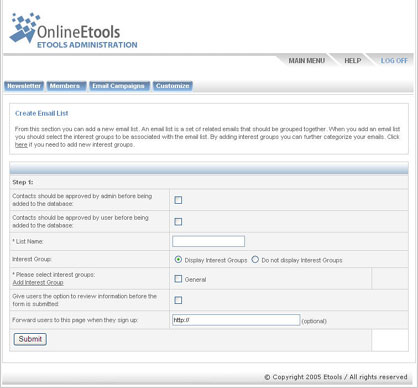 OnlineEtools
ETOOLS ADMINISTRATION
MAIN MENU HELP LOG OFF
Newsletter Members Email Campaigns Customize
Create Email List
From this section you can add a new email list. An email list is a set of related emails that should be grouped together. When you add an email list
you should select the interest groups to be associated with the email list. By adding interest groups you can further categorize your emails. Click
here if you need to add new interest groups.
Step 1:
Contacts should be approved by admin before being
added to the database:
Contacts should be approved by user before being
added to the database:
* List Name:
Interest Group: Display Interest Groups Do not display Interest Groups
* Please select interest groups: General
Add Interest Group
Give users the option to review information before the
form is submitted
Forward users to this page when they sign up: http:// (optional)
Submit
© Copyright 2005 Etools / All rights reserved